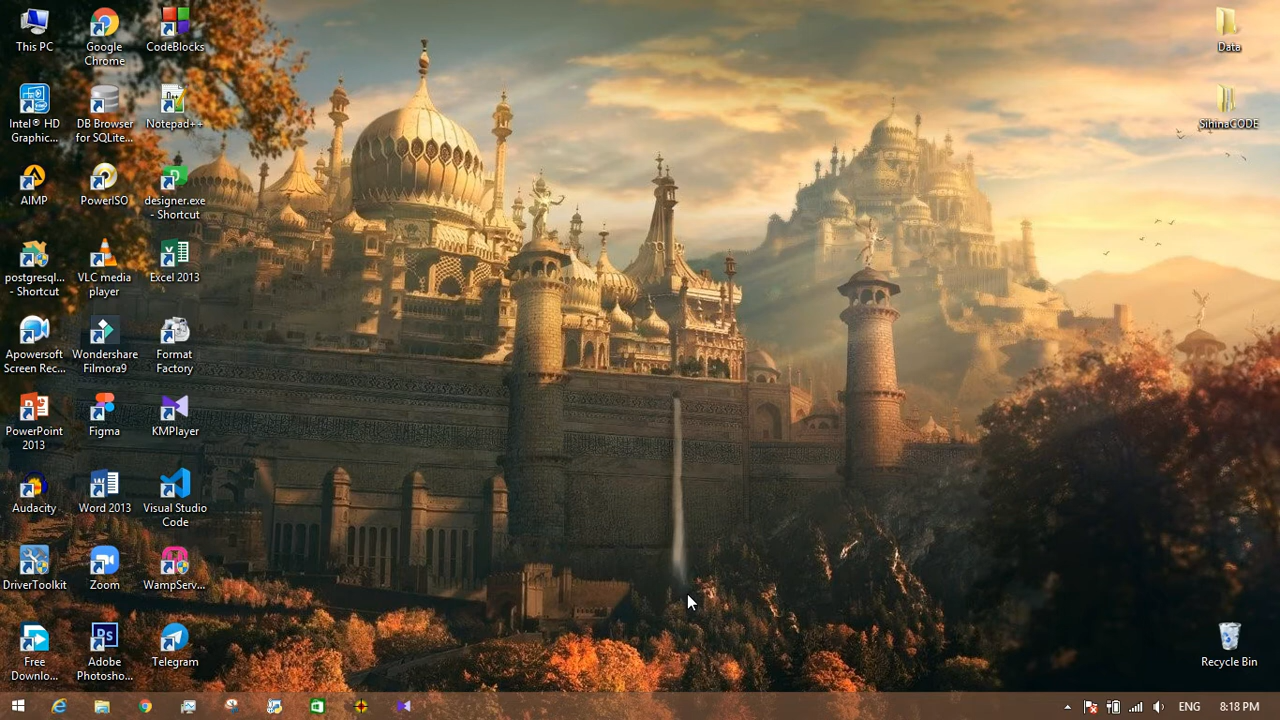 This PC
Google
Chrome
CodeBlocks
Intel® HD
Graphic...
DB Browser
for SQLite...
Notepad++
AIMP
PowerISO
designer.exe
- Shortcut
postgresql...
- Shortcut
VLC media
player
Excel 2013
Apowersoft
Screen Rec...
Wondershare
Filmora9
Format
Factory
PowerPoint
2013
Figma
KMPlayer
Audacity
Word 2013
Visual Studio
Code
DriverToolkit
Zoom
WampServ...
Free
Downlo...
Adobe
Photosho...
Telegram
Data
SihinaCODE
Recycle Bin
ENG
8:18 PM